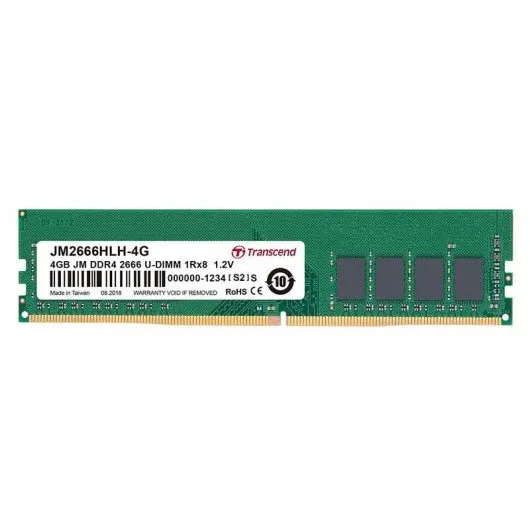 JM2666HLH-4G
Transcend
4GB JM DDR4 2666 U-DIMM 1Rx8 1.2V
000000-1234 [S2]S
10
Made in Taiwan 08.2018 WARRANTY VOID IF REMOVED RoHS CE